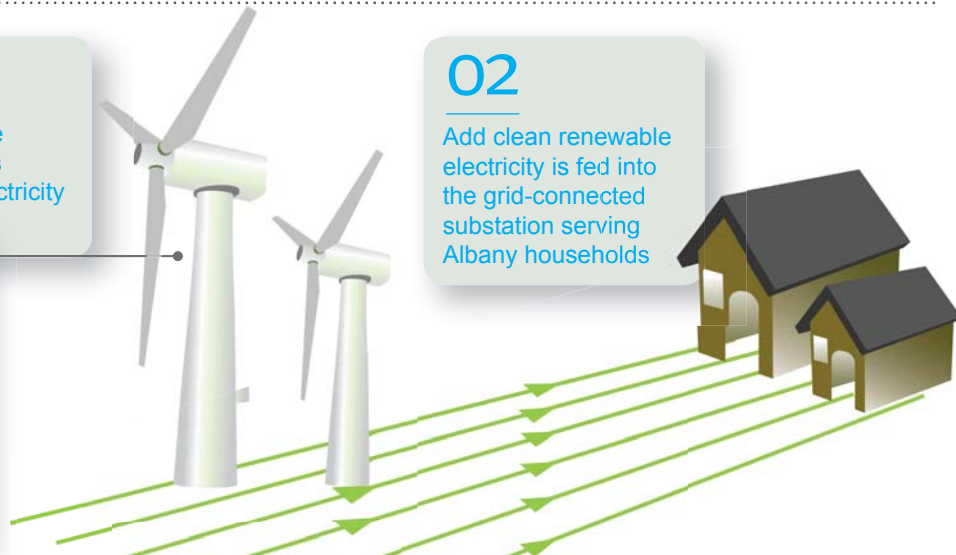 ctricity
02
Add clean renewable
electricity is fed into
the grid-connected
substation serving
Albany households